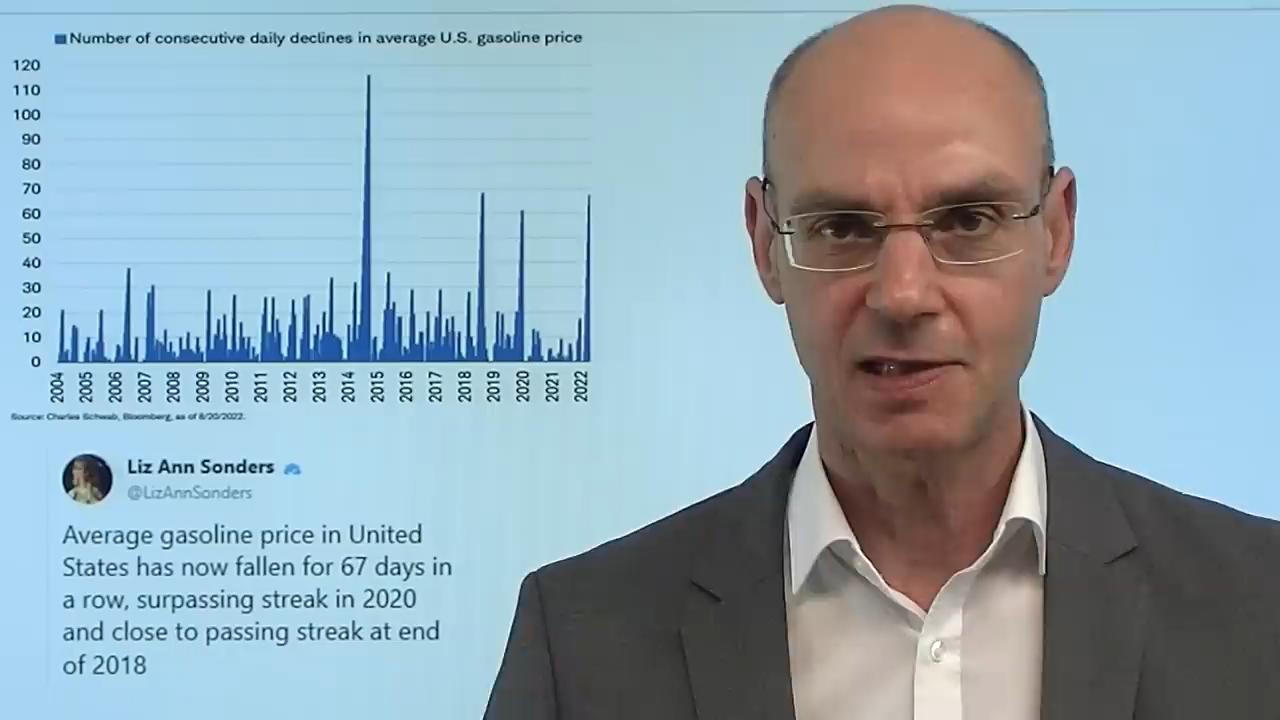 Number of consecutive daily declines in average U.S. gasoline price
120
110
100
90
80
70
60
50
40
30
20
10
0
2004 2005 2006 2007 2008 2009 2010 2011 2012 2013 2014 2015 2016 2017 2018 2019 2020 2021 2022
Source: Charles Schwab, Bloomberg, as of 8/20/2022.
Liz Ann Sonders
@LizAnnSonders
Average gasoline price in United
States has now fallen for 67 days in
a row, surpassing streak in 2020
and close to passing streak at end
of 2018